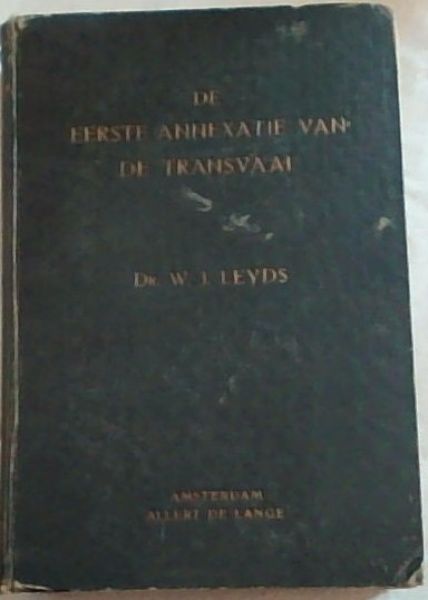 DE
EERSTE ANNEXATIE VAN
DE TRANSVAAL
DR. W. J. LEYDS
AMSTERDAM
ALLERT DE LANGE